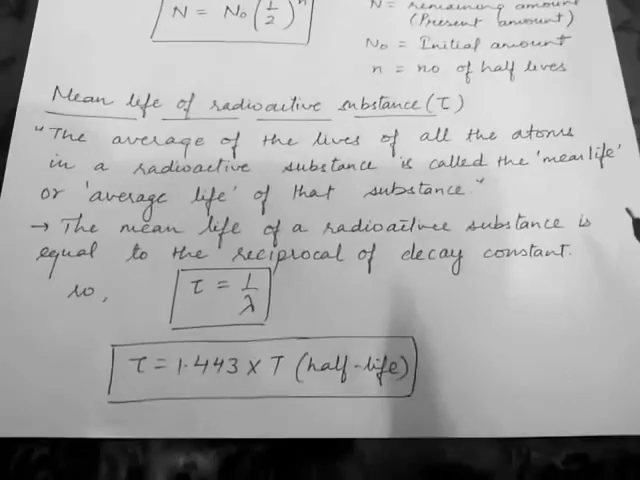 N = N₀(1/2)ⁿ
N = remaining amount
(Present amount)
N₀ = Initial amount
n = no of half lives
Mean life of radioactive substance (τ)
"The average of the lives of all the atoms
in a radioactive substance is called the 'mean life'
or 'average life' of that substance."
→ The mean life of a radioactive substance is
equal to the reciprocal of decay constant.
so, τ = 1/λ
τ = 1.443 x T (half-life)